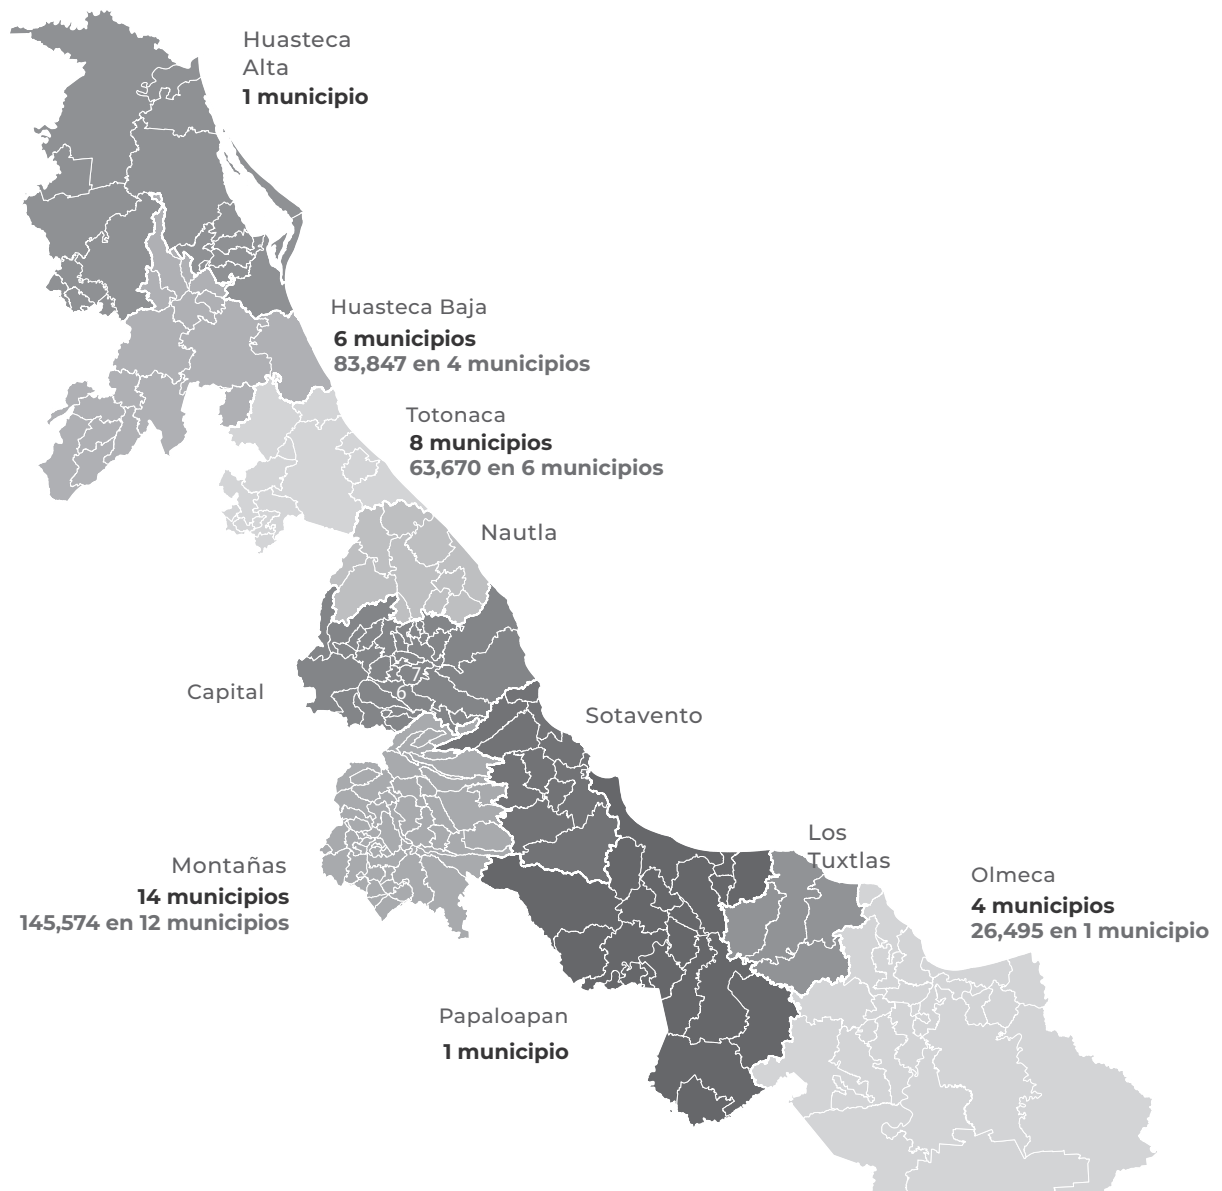 Huasteca
Alta
1 municipio
Huasteca Baja
6 municipios
83,847 en 4 municipios
Totonaca
8 municipios
63,670 en 6 municipios
Nautla
7
6
Capital
Sotavento
Los
Tuxtlas
Montañas
14 municipios
145,574 en 12 municipios
Olmeca
4 municipios
26,495 en 1 municipio
Papaloapan
1 municipio